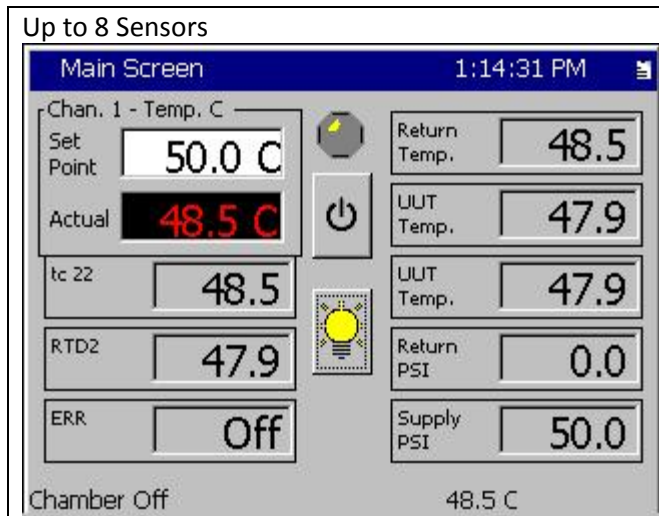 Up to 8 Sensors
Main Screen 1:14:31 PM
Chan. 1 - Temp. C
Set
Point
50.0 C
Actual
48.5 C
tc 22
48.5
RTD2
47.9
ERR
Off
Return
Temp.
48.5
UUT
Temp.
47.9
UUT
Temp.
47.9
Return
PSI
0.0
Supply
PSI
50.0
Chamber Off 48.5 C